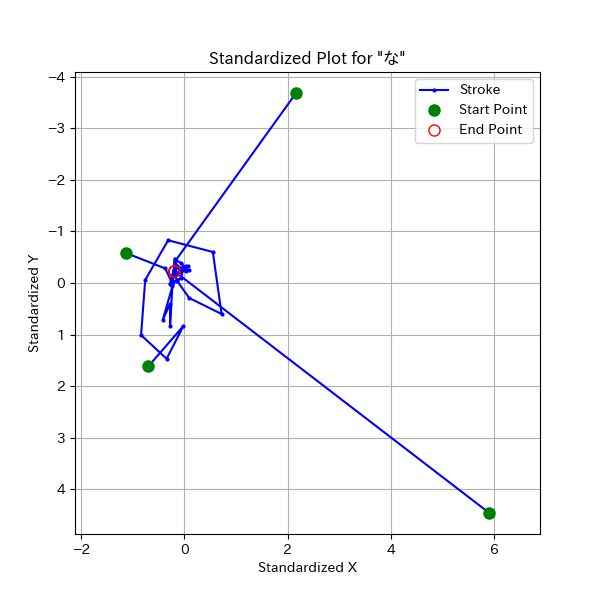 Standardized Plot for "な"
Stroke
Start Point
End Point
−4
−3
−2
−1
0
1
2
3
4
Standardized Y
−2 0 2 4 6
Standardized X